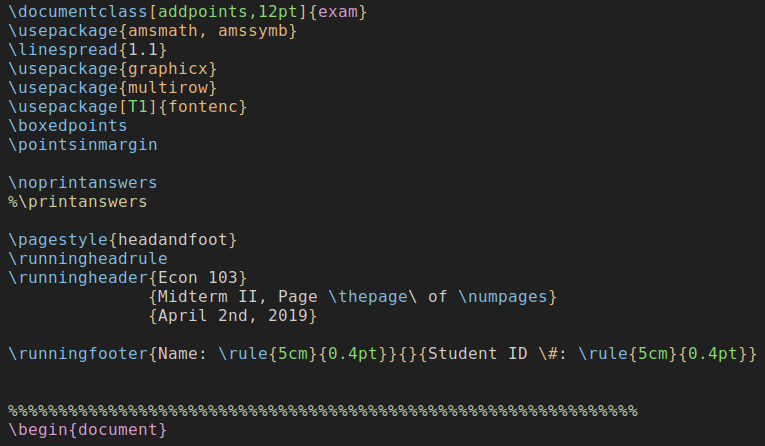 \documentclass[addpoints,12pt]{exam}
\usepackage{amsmath, amssymb}
\linespread{1.1}
\usepackage{graphicx}
\usepackage{multirow}
\usepackage[T1]{fontenc}
\boxedpoints
\pointsinmargin
\noprintanswers
%\printanswers
\pagestyle{headandfoot}
\runningheadrule
\runningheader{Econ 103}
{Midterm II, Page \thepage\ of \numpages}
{April 2nd, 2019}
\runningfooter{Name: \rule{5cm}{0.4pt}}{}{Student ID \#: \rule{5cm}{0.4pt}}
%%%%%%%%%%%%%%%%%%%%%%%%%%%%%%%%%%%%%%%%%%%%%%%%%%%%%%%%%%%%%%%
\begin{document}